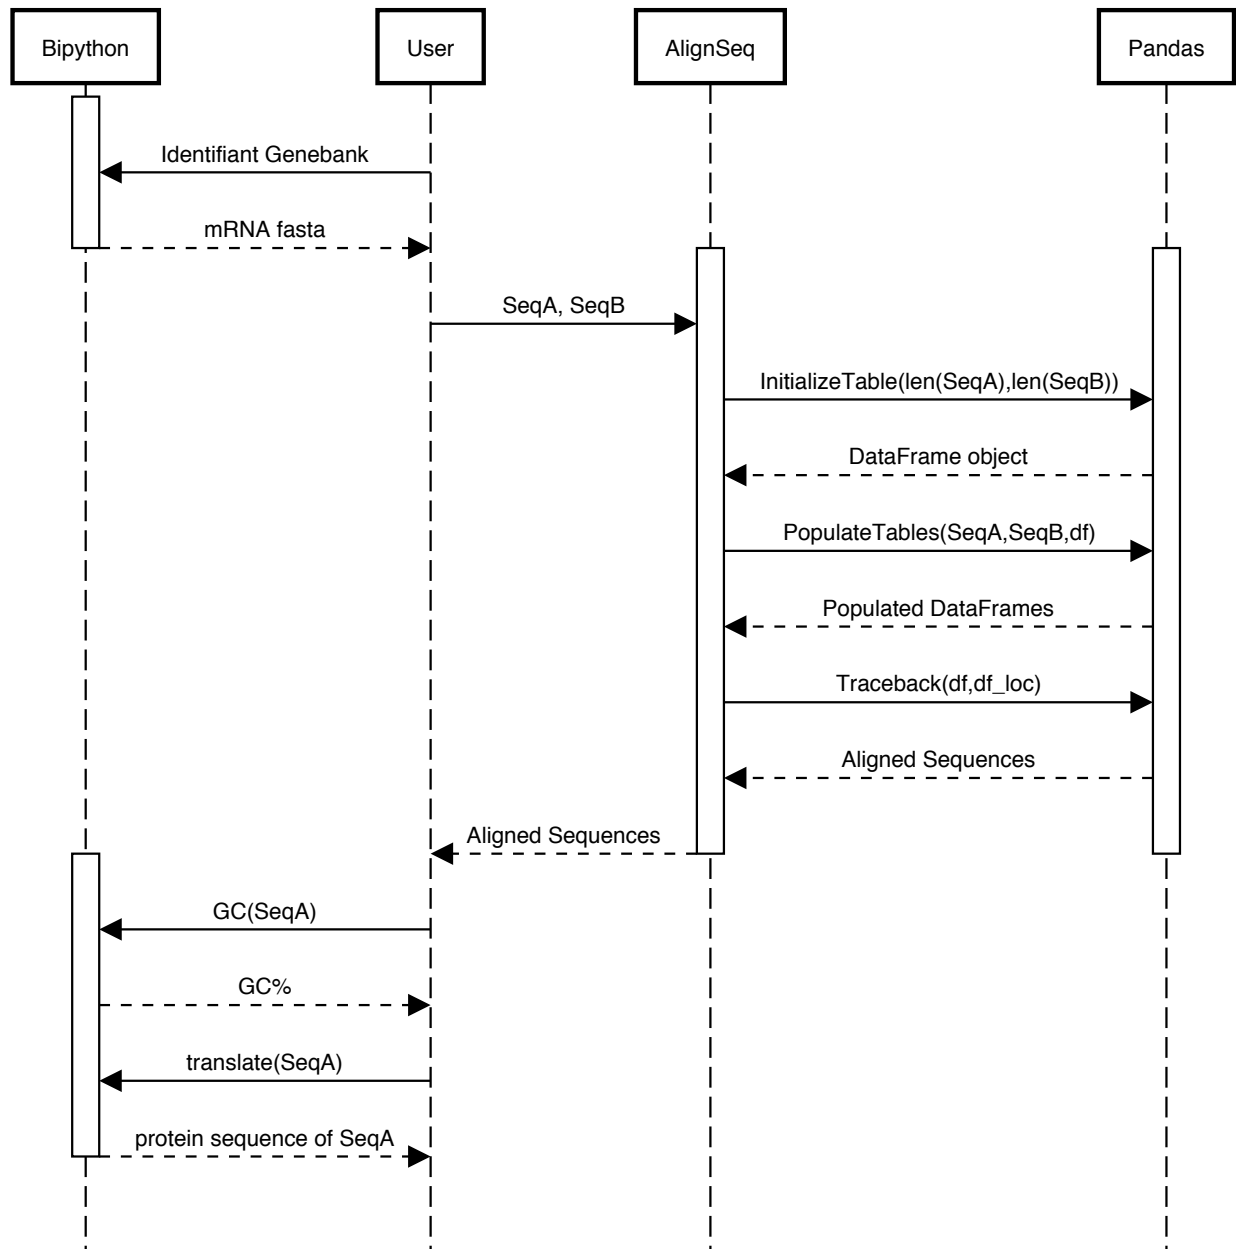 Bipython
User
AlignSeq
Pandas
Identifiant Genebank
mRNA fasta
SeqA, SeqB
InitializeTable(len(SeqA),len(SeqB))
DataFrame object
PopulateTables(SeqA,SeqB,df)
Populated DataFrames
Traceback(df,df_loc)
Aligned Sequences
Aligned Sequences
GC(SeqA)
GC%
translate(SeqA)
protein sequence of SeqA